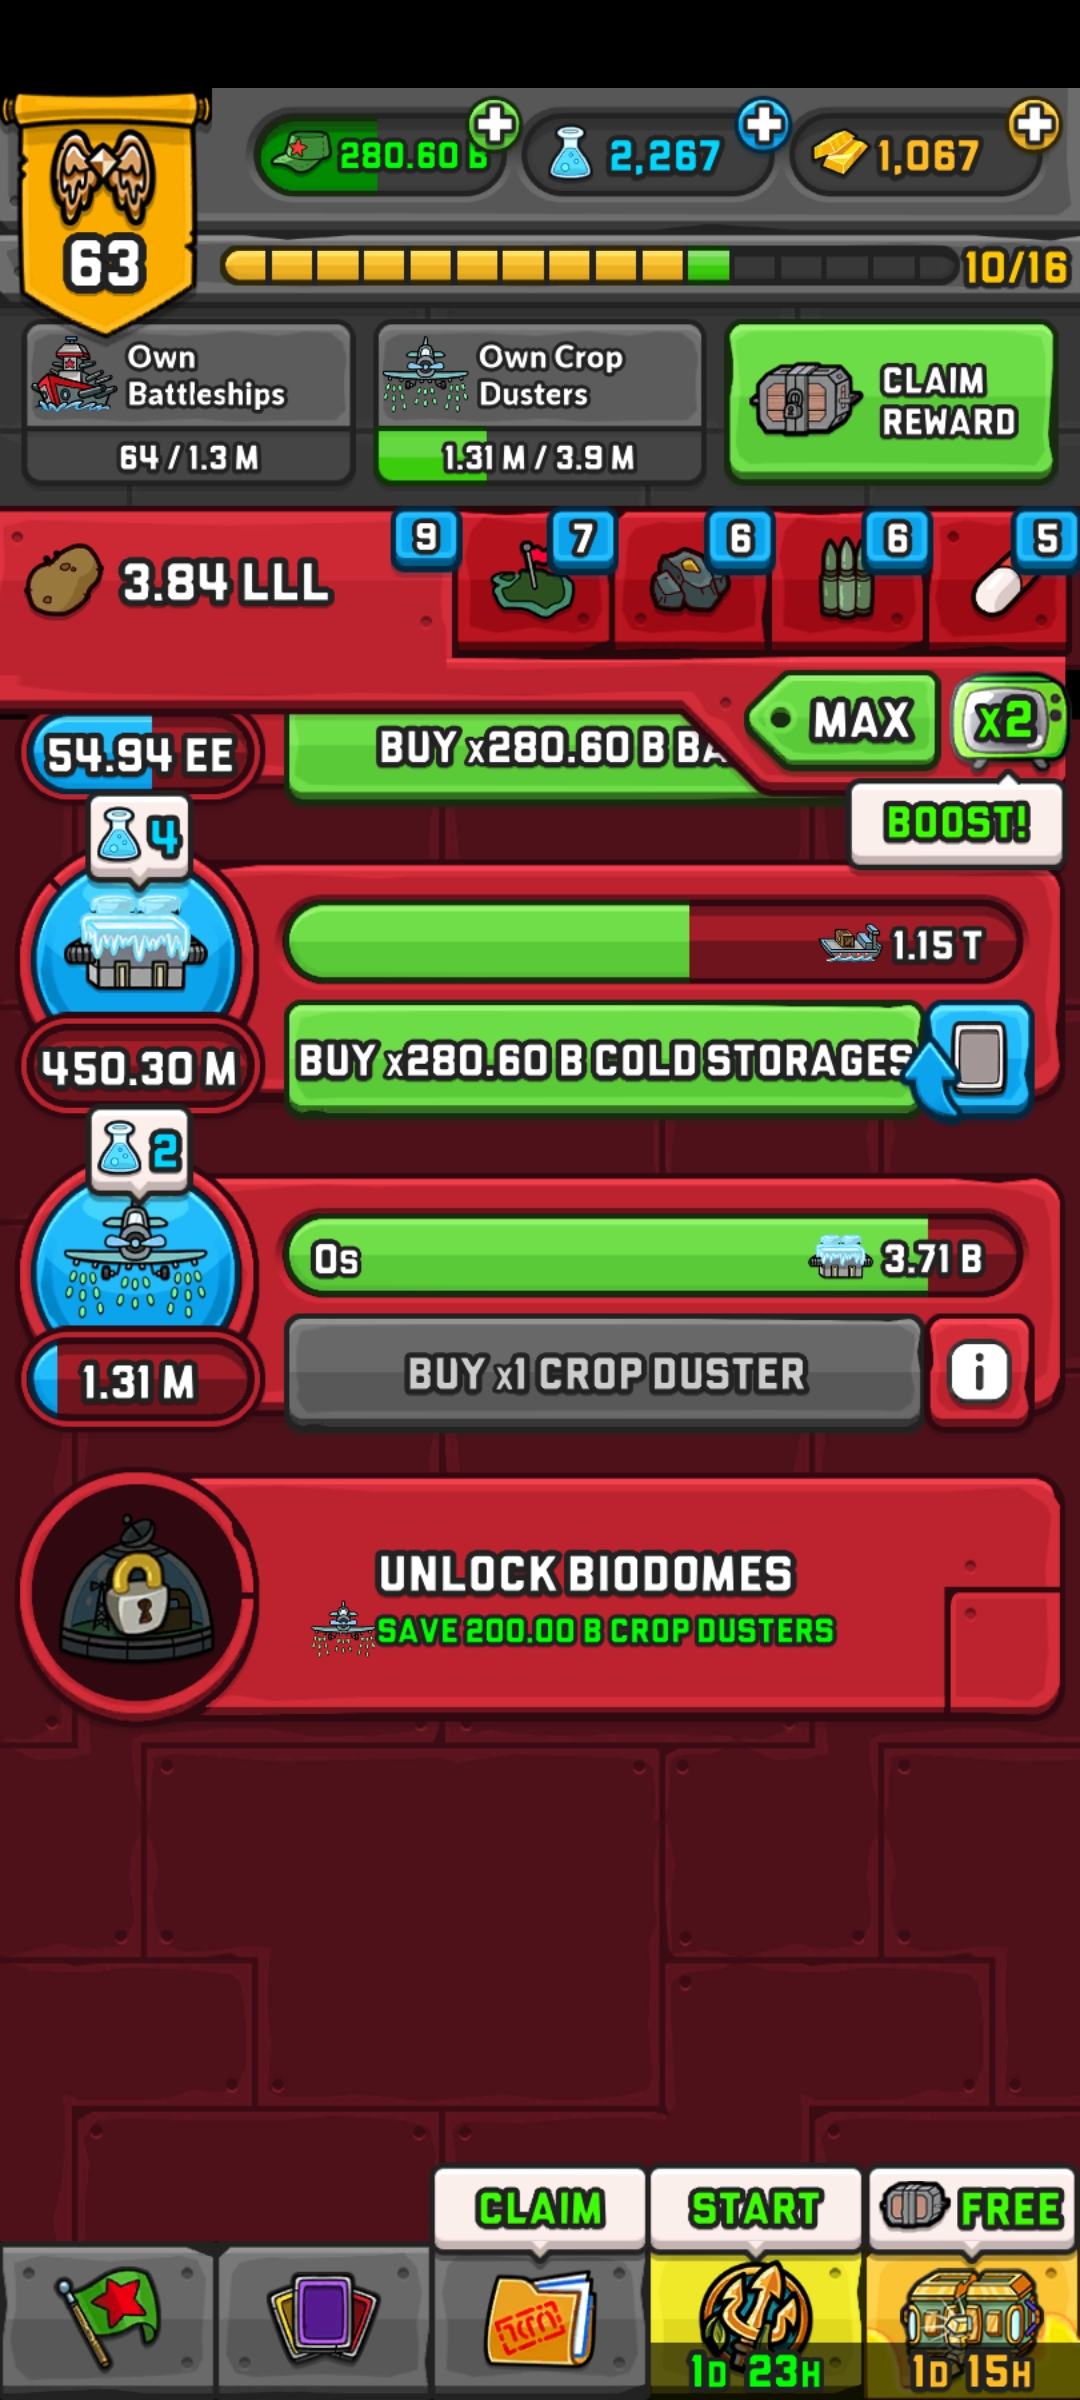 280.60 B
2,267
1,067
63
10/16
Own
Battleships
64 / 1.3 M
Own Crop
Dusters
1.31 M / 3.9 M
CLAIM
REWARD
3.84 LLL
9
7
6
6
5
MAX
x2
BOOST!
54.94 EE
BUY x280.60 B BA
4
1.15 T
450.30 M
BUY x280.60 B COLD STORAGES
2
0s
3.71 B
1.31 M
BUY x1 CROP DUSTER
i
UNLOCK BIODOMES
SAVE 200.00 B CROP DUSTERS
CLAIM
START
FREE
1D 23H
1D 15H